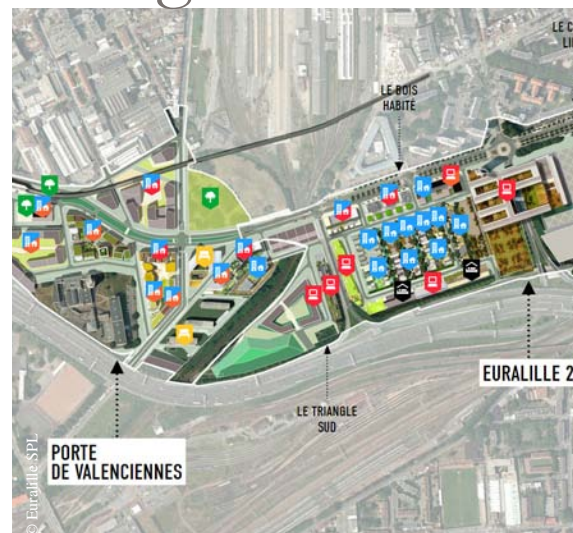 LE BOIS
HABITÉ
EURALILLE 2
LE TRIANGLE
SUD
PORTE
DE VALENCIENNES
© Euralille SPL